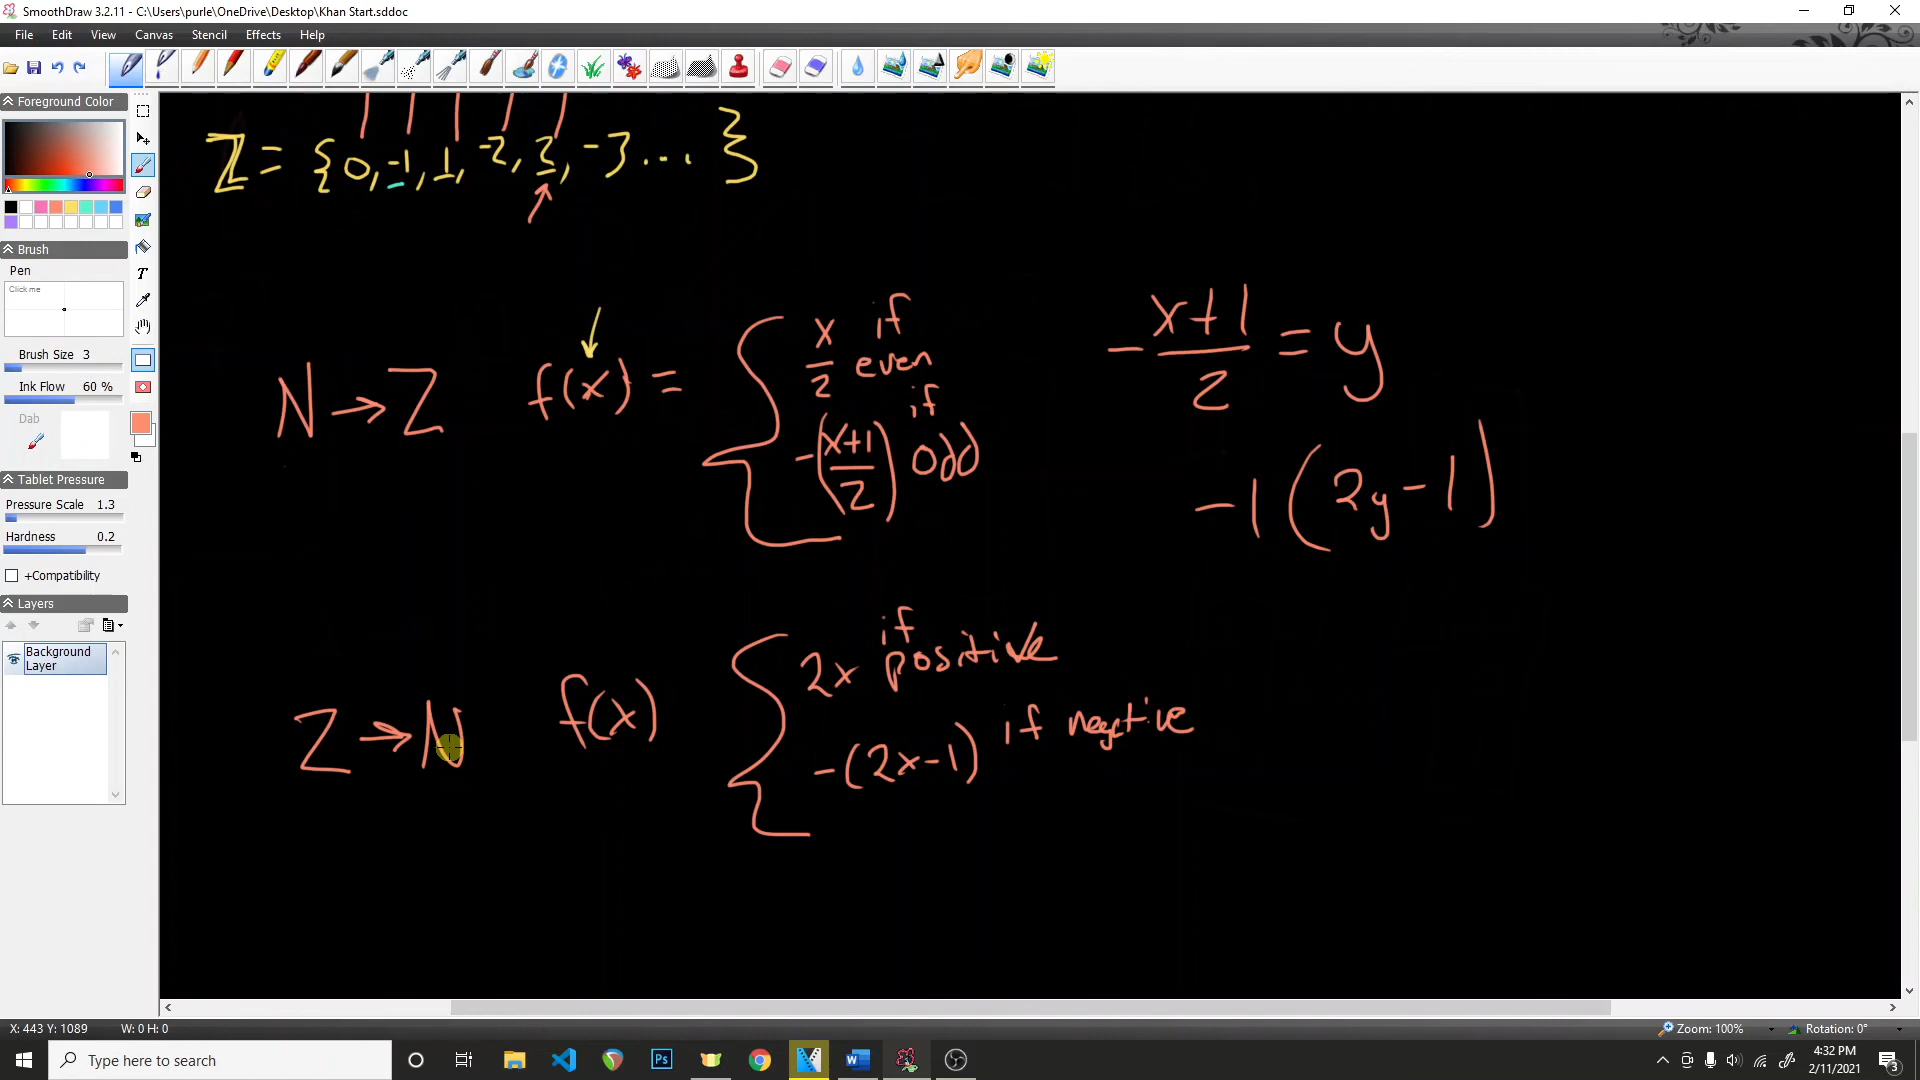 SmoothDraw 3.2.11 - C:\Users\purle\OneDrive\Desktop\Khan Start.sddoc
File Edit View Canvas Stencil Effects Help
Foreground Color
Brush
Pen
Click me
Brush Size 3
Ink Flow 60 %
Dab
Tablet Pressure
Pressure Scale 1.3
Hardness 0.2
+Compatibility
Layers
Background
Layer
Z = {0, -1, 1, -2, 2, -3 ... }
N → Z f(x) = { x/2 if even
-(x+1/2) if odd
- x+1/2 = y
-1 (2y - 1)
Z → N f(x) { 2x if positive
-(2x-1) if negtive
X: 443 Y: 1089 W: 0 H: 0
Zoom: 100% Rotation: 0°
Type here to search
4:32 PM
2/11/2021
3